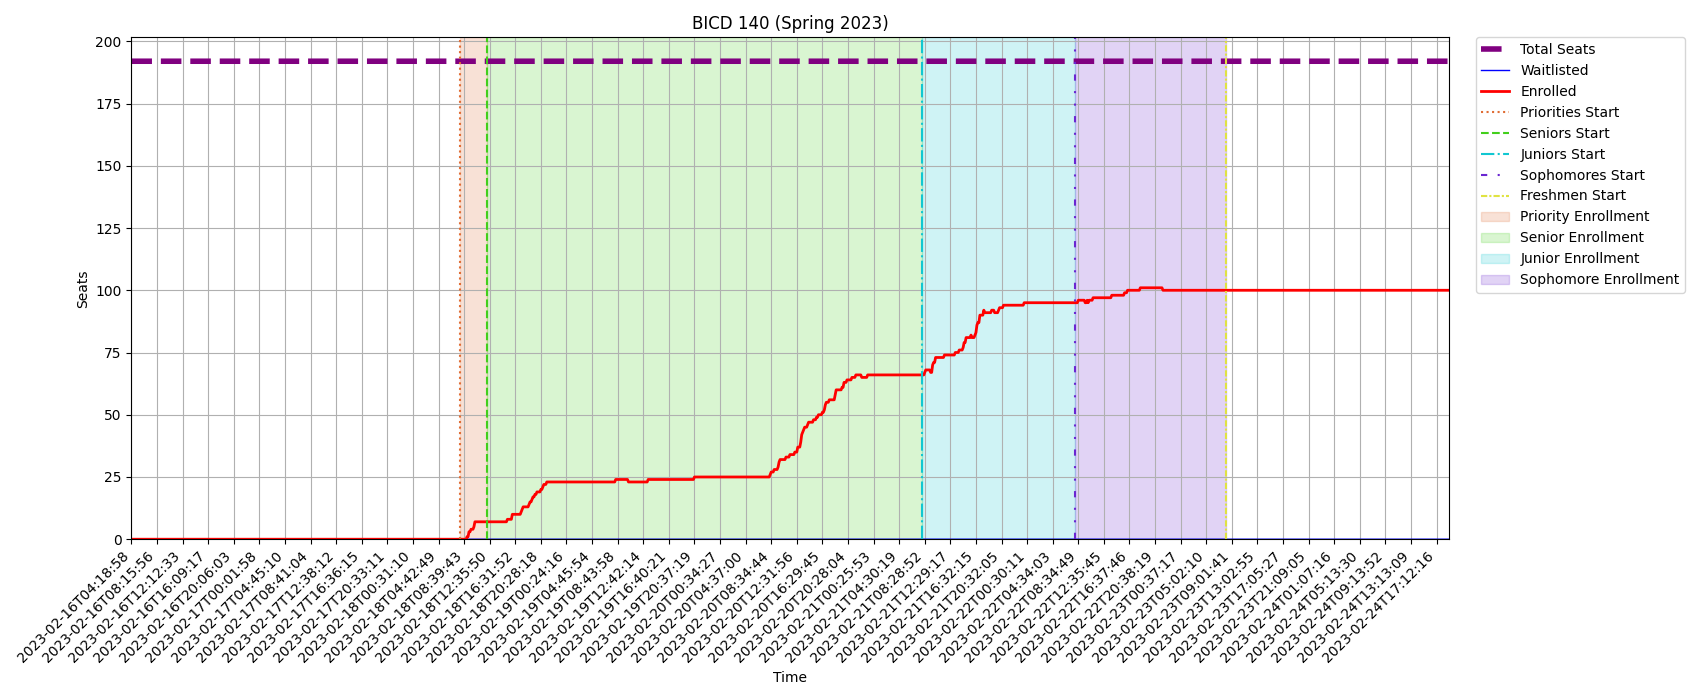 BICD 140 (Spring 2023)
200
175
150
125
100
75
50
25
0
Seats
2023-02-16T04:18:58
2023-02-16T08:15:56
2023-02-16T12:12:33
2023-02-16T16:09:17
2023-02-16T20:06:03
2023-02-17T00:01:58
2023-02-17T04:45:10
2023-02-17T08:41:04
2023-02-17T12:38:12
2023-02-17T16:36:15
2023-02-17T20:33:11
2023-02-18T00:31:10
2023-02-18T04:42:49
2023-02-18T08:39:43
2023-02-18T12:35:50
2023-02-18T16:31:52
2023-02-18T20:28:18
2023-02-19T00:24:16
2023-02-19T04:45:54
2023-02-19T08:43:58
2023-02-19T12:42:14
2023-02-19T16:40:21
2023-02-19T20:37:19
2023-02-20T00:34:27
2023-02-20T04:37:00
2023-02-20T08:34:44
2023-02-20T12:31:56
2023-02-20T16:29:45
2023-02-20T20:28:04
2023-02-21T00:25:53
2023-02-21T04:30:19
2023-02-21T08:28:52
2023-02-21T12:29:17
2023-02-21T16:32:15
2023-02-21T20:32:05
2023-02-22T00:30:11
2023-02-22T04:34:03
2023-02-22T08:34:49
2023-02-22T12:35:45
2023-02-22T16:37:46
2023-02-22T20:38:19
2023-02-23T00:37:17
2023-02-23T05:02:10
2023-02-23T09:01:41
2023-02-23T13:02:55
2023-02-23T17:05:27
2023-02-23T21:09:05
2023-02-24T01:07:16
2023-02-24T05:13:30
2023-02-24T09:13:52
2023-02-24T13:13:09
2023-02-24T17:12:16
Time
Total Seats
Waitlisted
Enrolled
Priorities Start
Seniors Start
Juniors Start
Sophomores Start
Freshmen Start
Priority Enrollment
Senior Enrollment
Junior Enrollment
Sophomore Enrollment